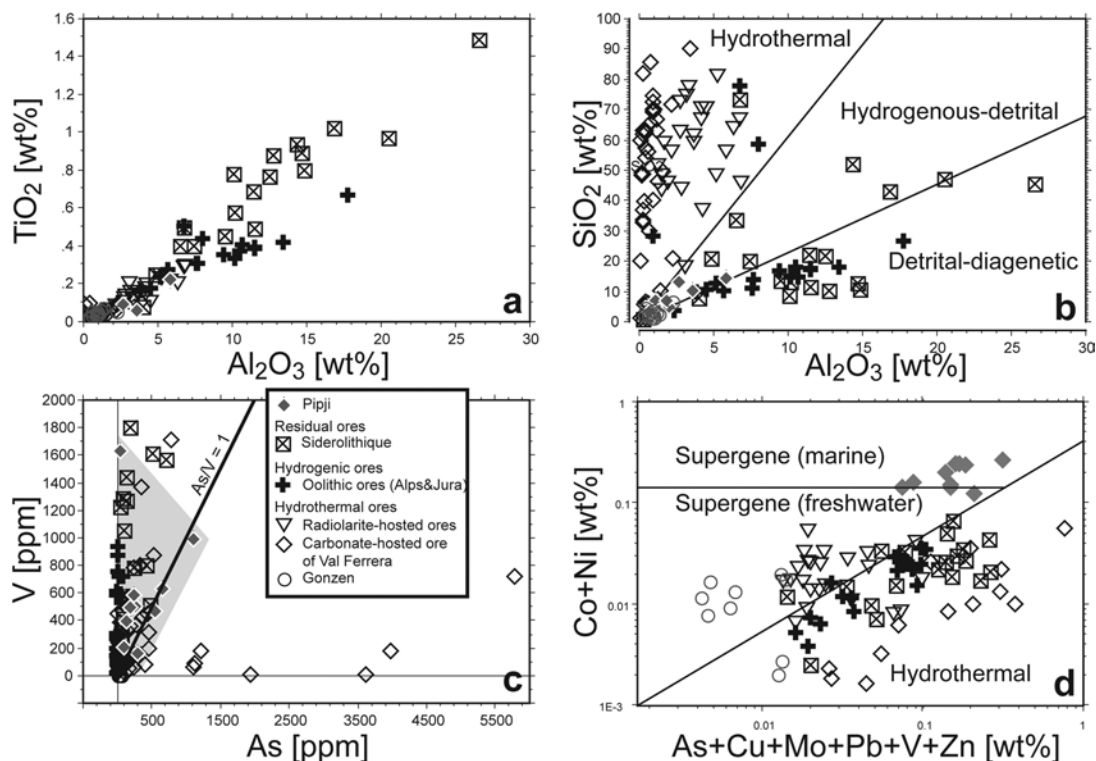 1.6
1.4
1.2
1
.8
.6
.4
.2
0
TiO2 [wt%]
0 5 10 15 20 25 30
Al2O3 [wt%]
a
100
90
80
70
60
50
40
30
20
10
0
SiO2 [wt%]
Hydrothermal
Hydrogenous-detrital
Detrital-diagenetic
0 5 10 15 20 25 30
Al2O3 [wt%]
b
2000
1800
1600
1400
1200
1000
800
600
400
200
0
V [ppm]
As/V = 1
500 1500 2500 3500 4500 5500
As [ppm]
c
Pipji
Residual ores
Siderolithique
Hydrogenic ores
Oolithic ores (Alps&Jura)
Hydrothermal ores
Radiolarite-hosted ores
Carbonate-hosted ore
of Val Ferrera
Gonzen
1
0.1
0.01
1E-3
Co+Ni [wt%]
Supergene (marine)
Supergene (freshwater)
Hydrothermal
0.01 0.1 1
As+Cu+Mo+Pb+V+Zn [wt%]
d